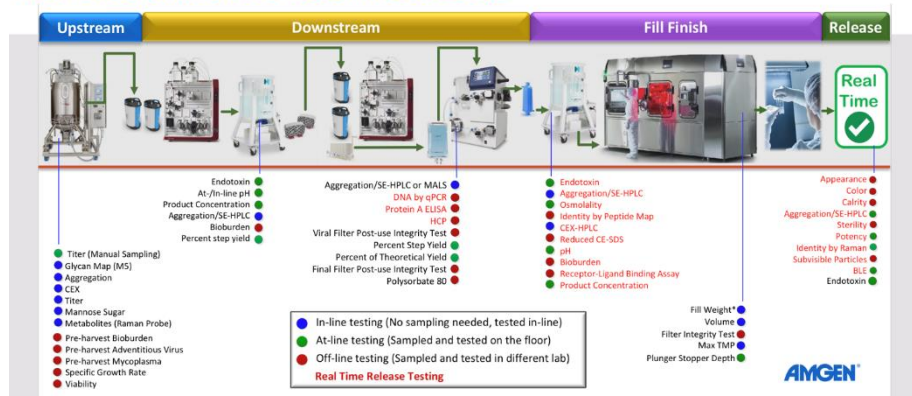 Upstream
Downstream
Fill Finish
Release
Real
Time
Endotoxin
At-/In-line pH
Product Concentration
Aggregation/SE-HPLC
Bioburden
Percent step yield
Aggregation/SE-HPLC or MALS
DNA by qPCR
Protein A ELISA
HCP
Viral Filter Post-use Integrity Test
Percent Step Yield
Percent of Theoretical Yield
Final Filter Post-use Integrity Test
Polysorbate 80
Endotoxin
Aggregation/SE-HPLC
Osmolality
Identity by Peptide Map
CEX-HPLC
Reduced CE-SDS
pH
Bioburden
Receptor-Ligand Binding Assay
Product Concentration
Appearance
Color
Calrity
Aggregation/SE-HPLC
Sterility
Potency
Identity by Raman
Subvisible Particles
BLE
Endotoxin
Titer (Manual Sampling)
Glycan Map (M5)
Aggregation
CEX
Titer
Mannose Sugar
Metabolites (Raman Probe)
Pre-harvest Bioburden
Pre-harvest Adventitious Virus
Pre-harvest Mycoplasma
Specific Growth Rate
Viability
In-line testing (No sampling needed, tested in-line)
At-line testing (Sampled and tested on the floor)
Off-line testing (Sampled and tested in different lab)
Real Time Release Testing
Fill Weight*
Volume
Filter Integrity Test
Max TMP
Plunger Stopper Depth
AMGEN®